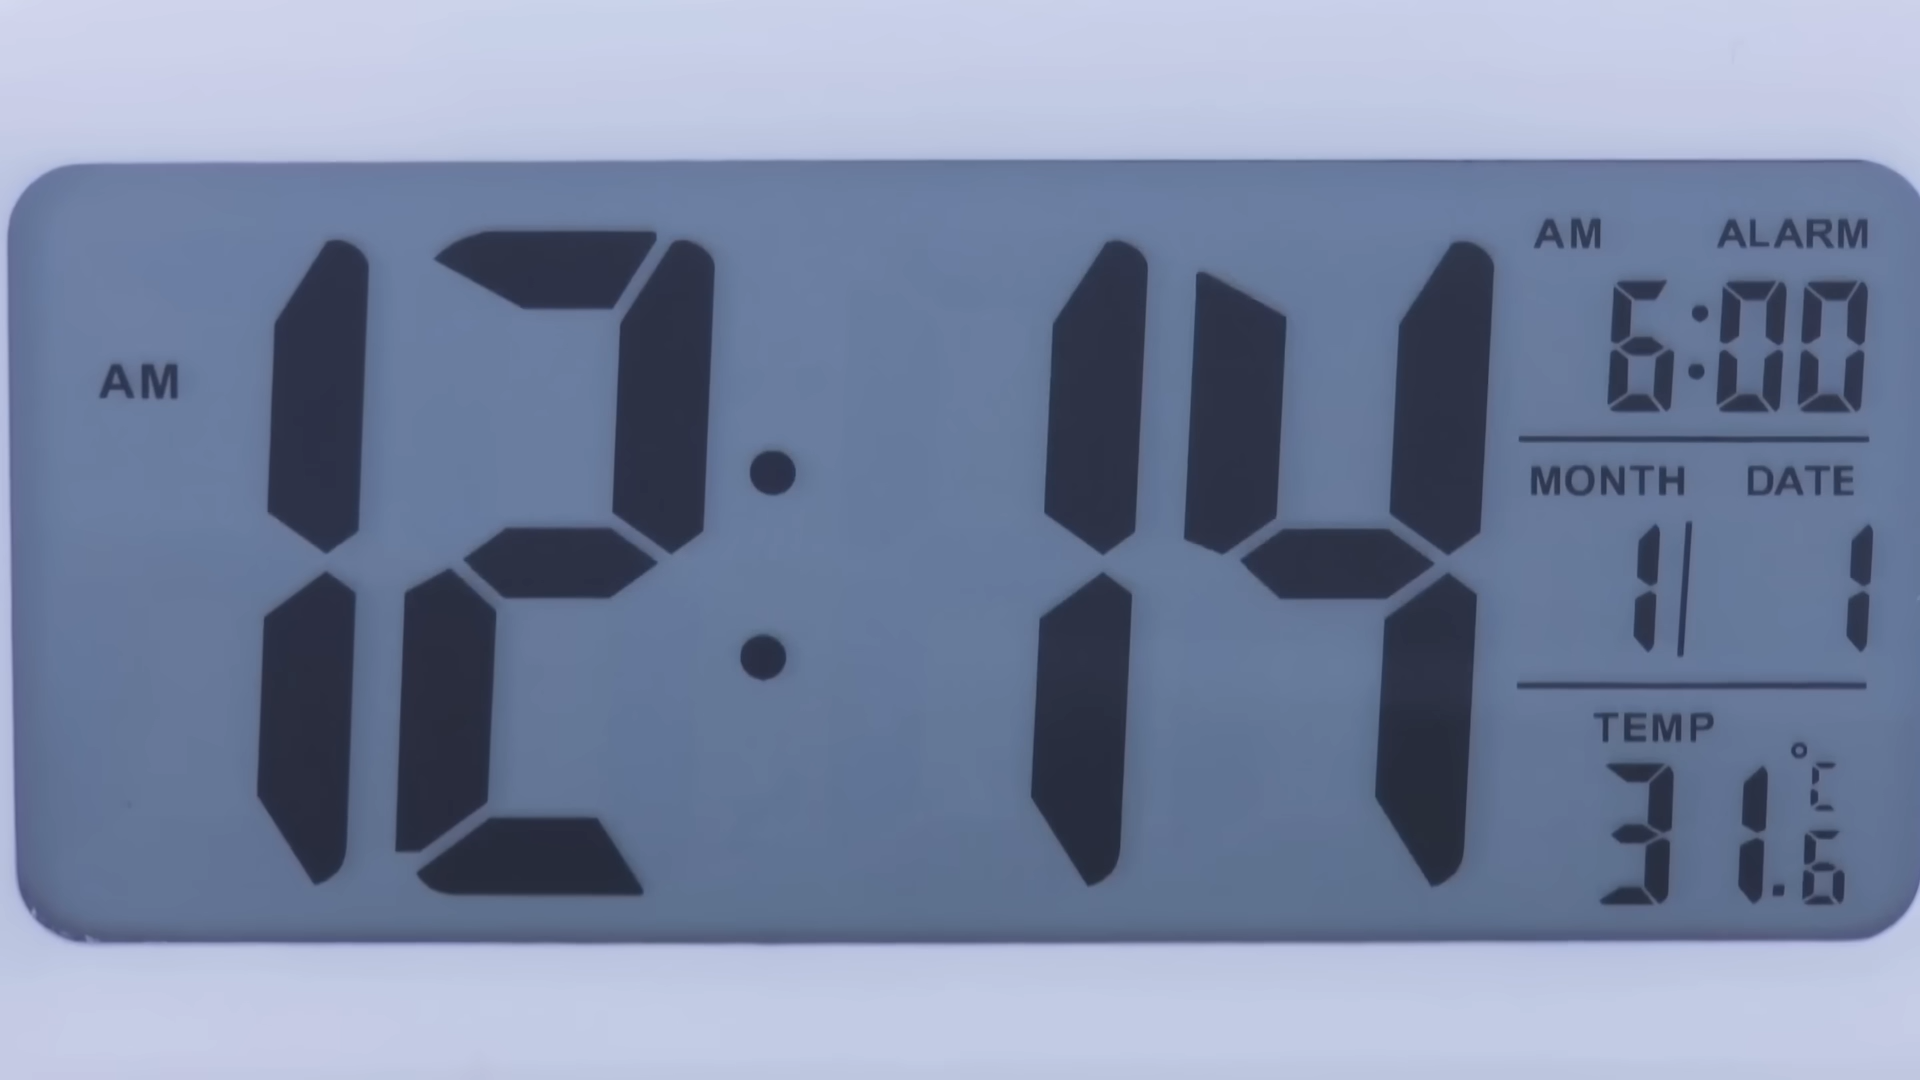 AM 12:14
AM ALARM
6:00
MONTH DATE
1/ 1
TEMP
31.6 °C